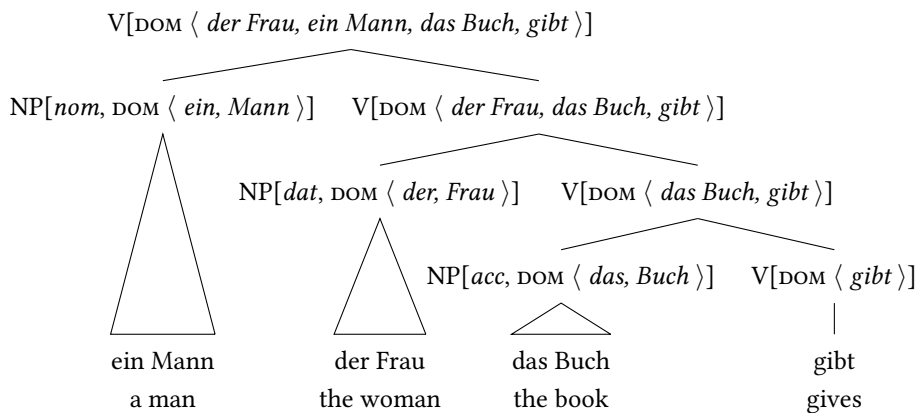 V[DOM ⟨ der Frau, ein Mann, das Buch, gibt ⟩]
NP[nom, DOM ⟨ ein, Mann ⟩] V[DOM ⟨ der Frau, das Buch, gibt ⟩]
NP[dat, DOM ⟨ der, Frau ⟩] V[DOM ⟨ das Buch, gibt ⟩]
NP[acc, DOM ⟨ das, Buch ⟩] V[DOM ⟨ gibt ⟩]
ein Mann der Frau das Buch gibt
a man the woman the book gives